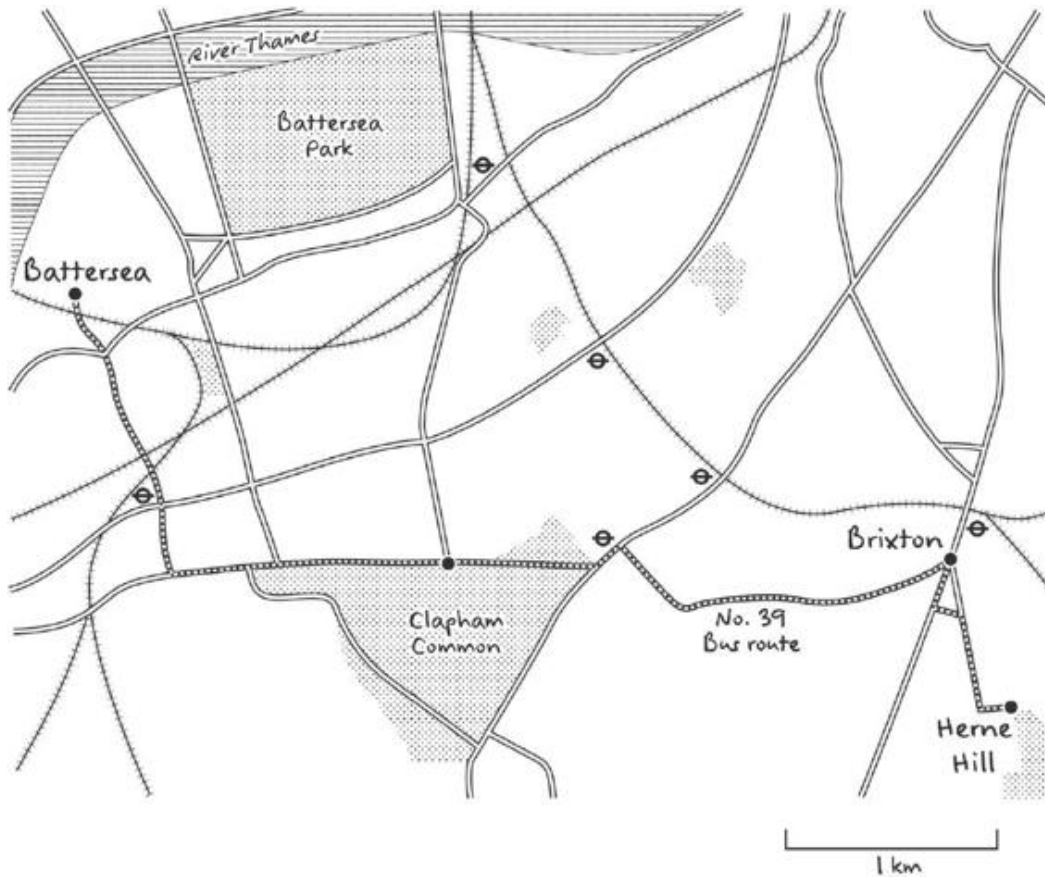 River Thames
Battersea
Park
Battersea
Brixton
Clapham
Common
No. 39
Bus route
Herne
Hill
1 km